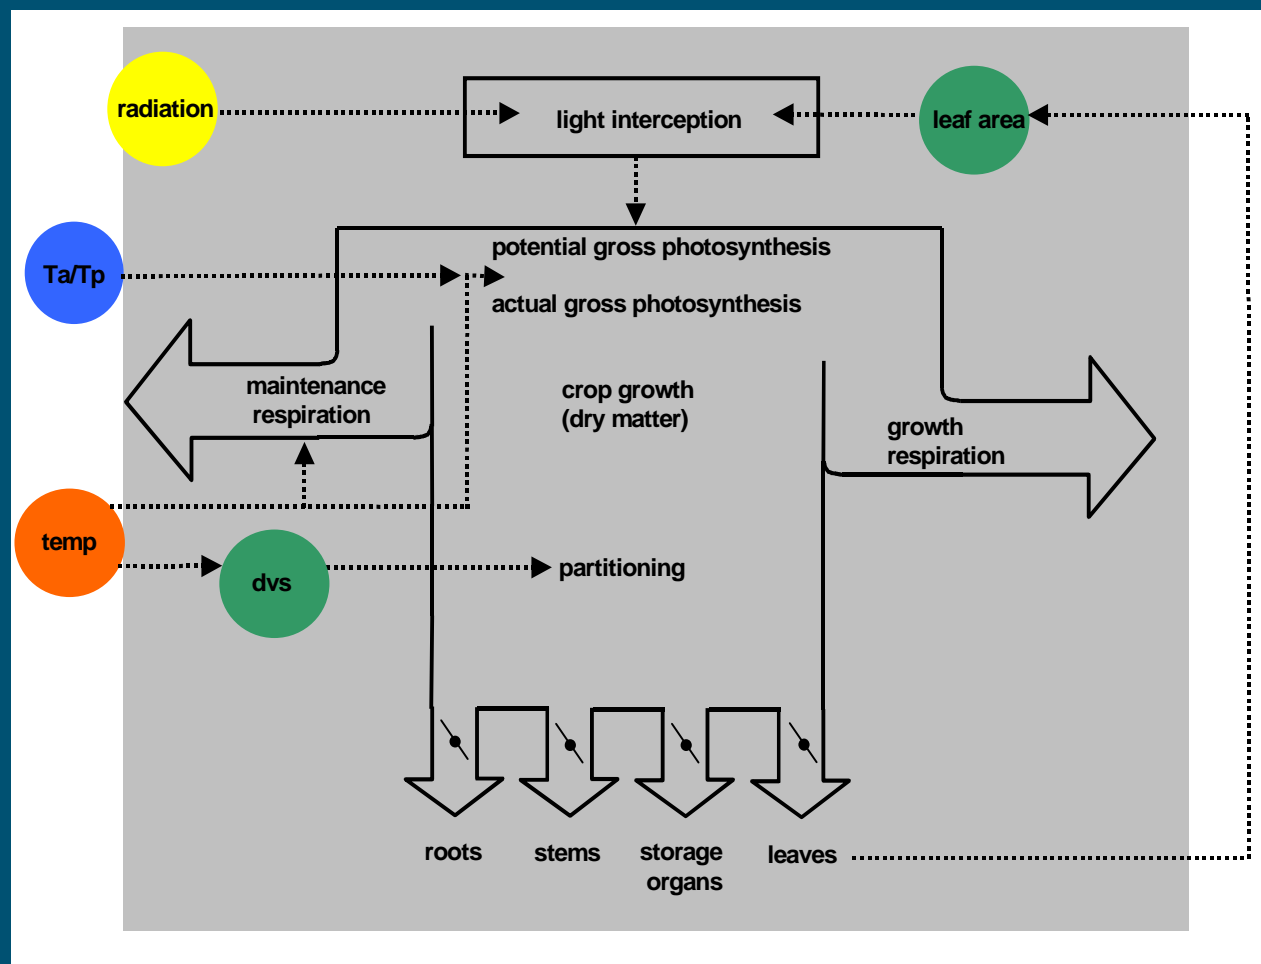 radiation
light interception
leaf area
potential gross photosynthesis
Ta/Tp
actual gross photosynthesis
maintenance
respiration
crop growth
(dry matter)
growth
respiration
temp
dvs
partitioning
roots
stems
storage
organs
leaves